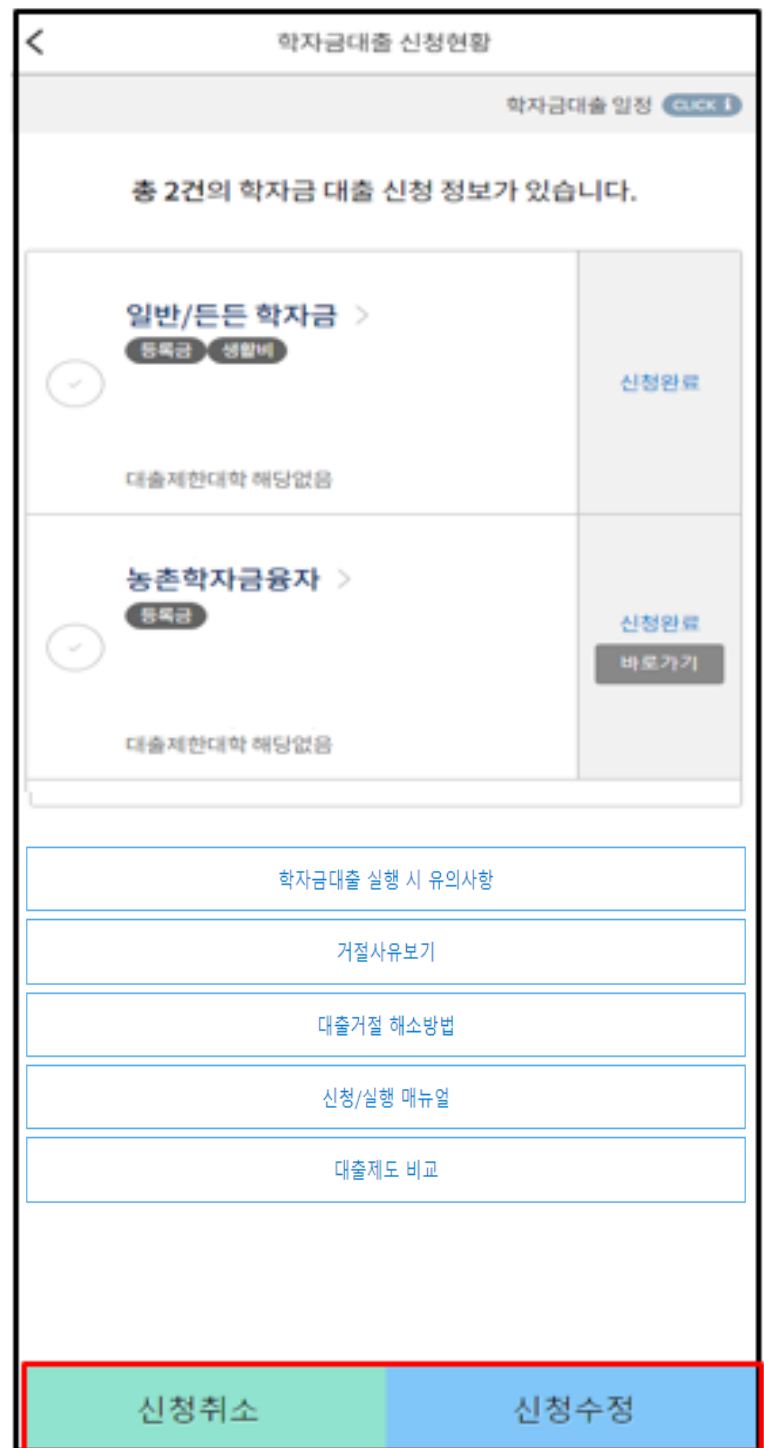 학자금대출 신청현황
학자금대출 일정 CLICK i
총 2건의 학자금 대출 신청 정보가 있습니다.
일반/든든 학자금 >
등록금 생활비
신청완료
대출제한대학 해당없음
농촌학자금융자 >
등록금
신청완료
바로가기
대출제한대학 해당없음
학자금대출 실행 시 유의사항
거절사유보기
대출거절 해소방법
신청/실행 매뉴얼
대출제도 비교
신청취소 신청수정